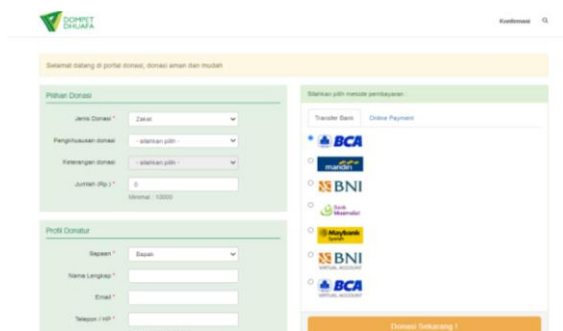 DOMPET
DHUAFA
Konfirmasi
Selamat datang di portal donasi, donasi aman dan mudah
Pilihan Donasi
Jenis Donasi *
Zakat
Pengkhususan donasi
- silahkan pilih -
Keterangan donasi
- silahkan pilih -
Jumlah (Rp.) *
0
Minimal : 10000
Profil Donatur
Sapaan *
Bapak
Nama Lengkap *
Email *
Telepon / HP *
Silahkan pilih metode pembayaran :
Transfer Bank
Online Payment
BCA
mandiri
BNI
Bank
Muamalat
Maybank
Syariah
BNI
VIRTUAL ACCOUNT
BCA
VIRTUAL ACCOUNT
Donasi Sekarang !